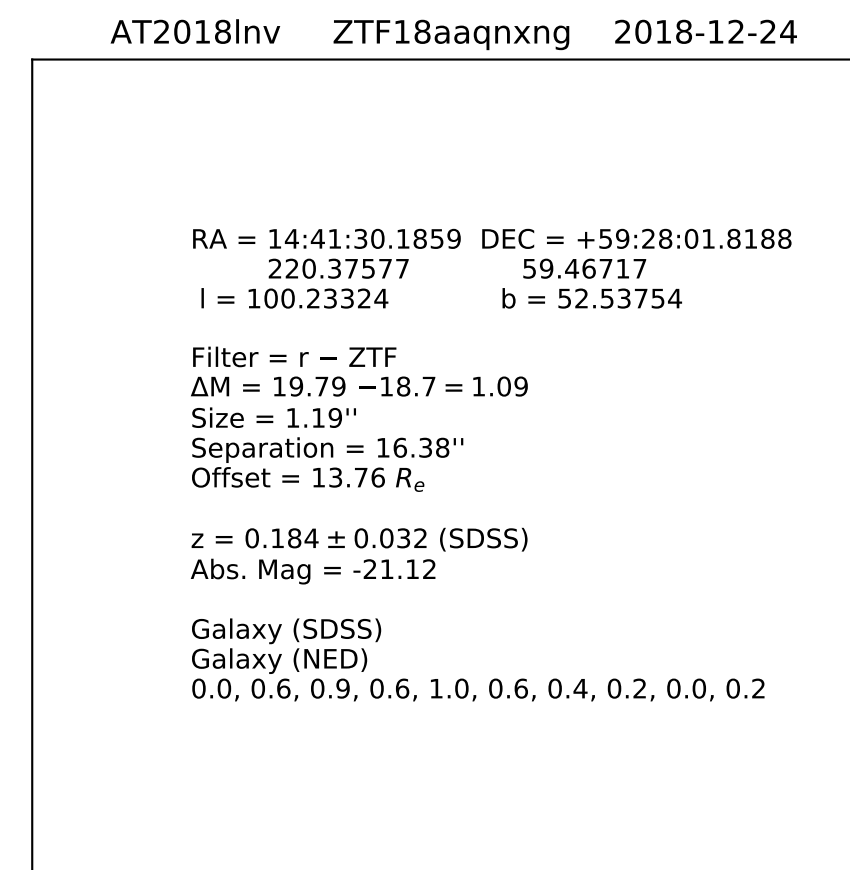 AT2018lnv ZTF18aaqnxng 2018-12-24
RA = 14:41:30.1859 DEC = +59:28:01.8188
220.37577 59.46717
l = 100.23324 b = 52.53754
Filter = r − ZTF
ΔM = 19.79 −18.7 = 1.09
Size = 1.19''
Separation = 16.38''
Offset = 13.76 Re
z = 0.184 ± 0.032 (SDSS)
Abs. Mag = -21.12
Galaxy (SDSS)
Galaxy (NED)
0.0, 0.6, 0.9, 0.6, 1.0, 0.6, 0.4, 0.2, 0.0, 0.2